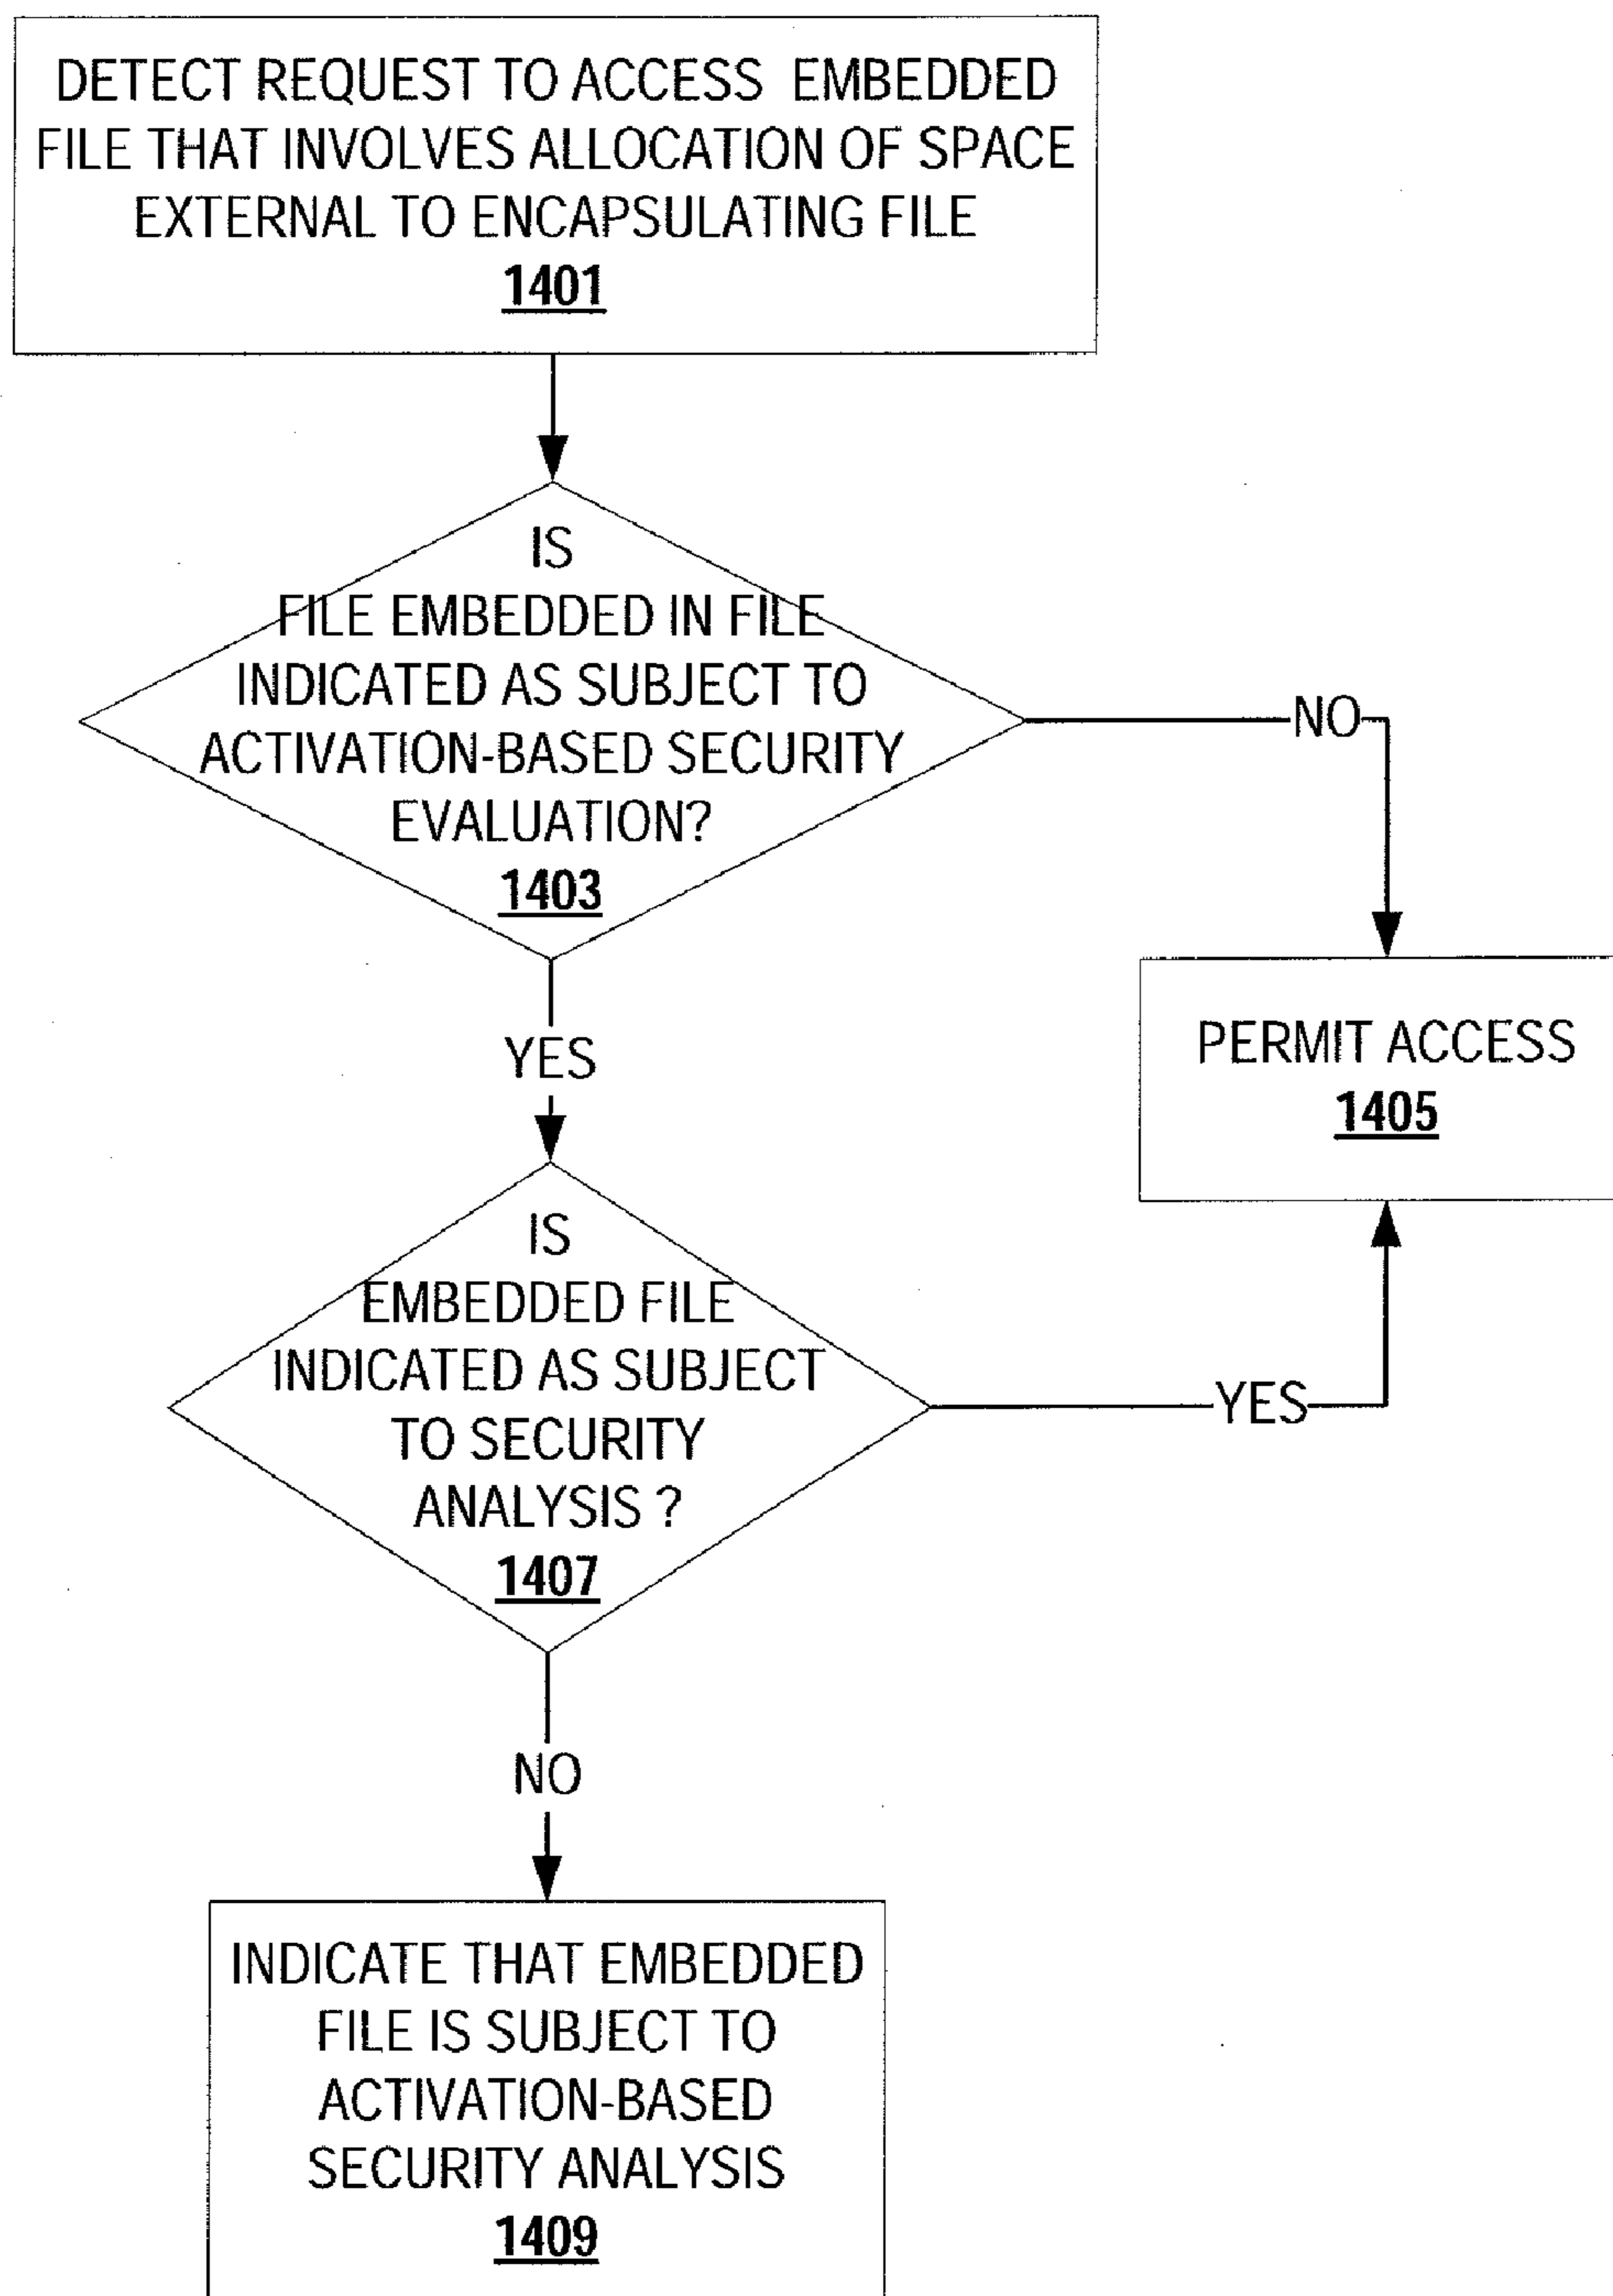 DETECT REQUEST TO ACCESS EMBEDDED
FILE THAT INVOLVES ALLOCATION OF SPACE
EXTERNAL TO ENCAPSULATING FILE
1401
IS
FILE EMBEDDED IN FILE
INDICATED AS SUBJECT TO
ACTIVATION-BASED SECURITY
EVALUATION?
1403
NO
YES
PERMIT ACCESS
1405
IS
EMBEDDED FILE
INDICATED AS SUBJECT
TO SECURITY
ANALYSIS ?
1407
YES
NO
INDICATE THAT EMBEDDED
FILE IS SUBJECT TO
ACTIVATION-BASED
SECURITY ANALYSIS
1409